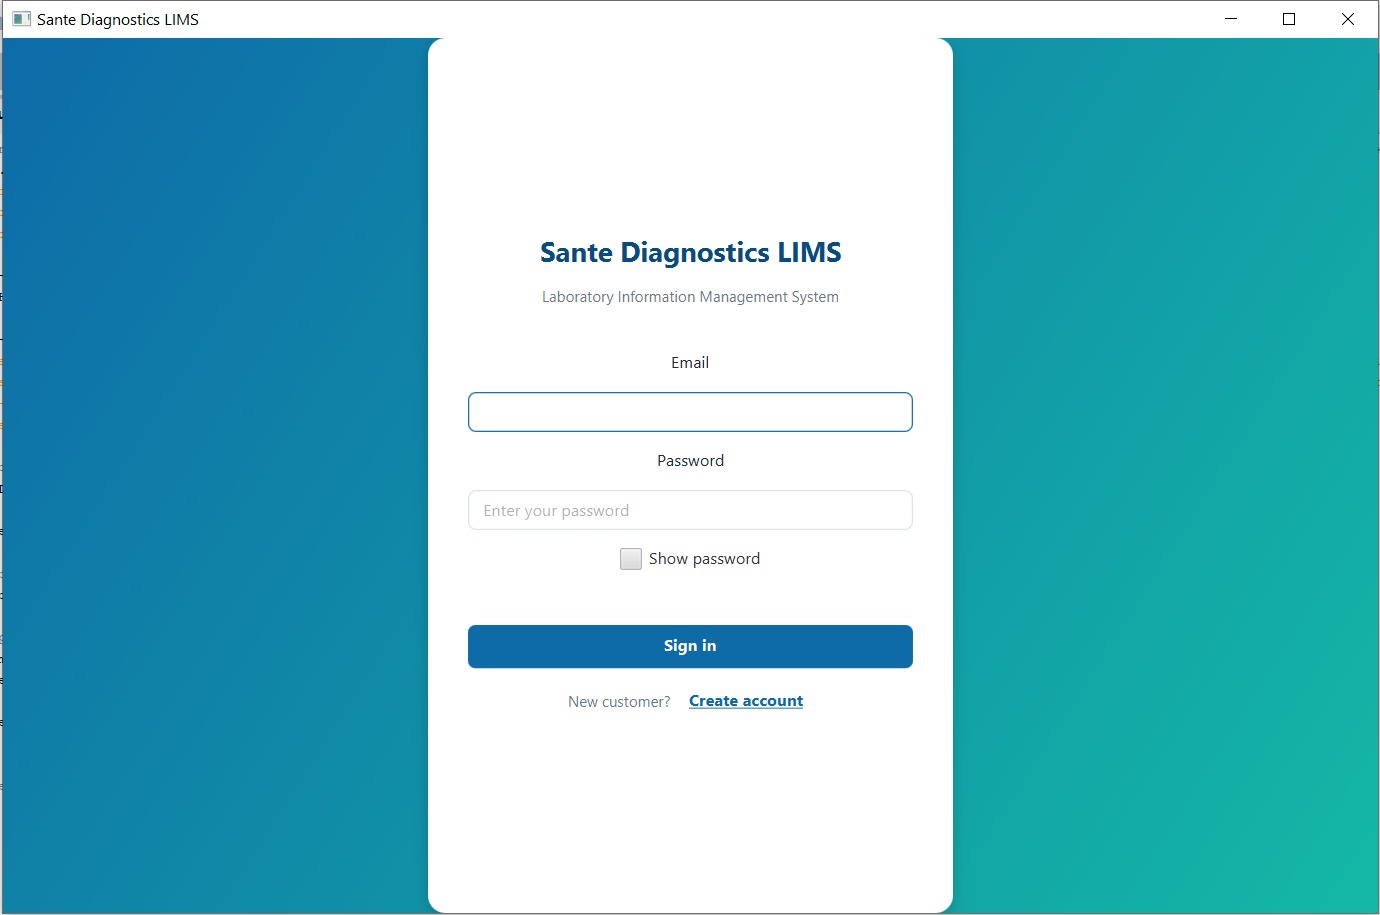 Sante Diagnostics LIMS
Sante Diagnostics LIMS
Laboratory Information Management System
Email
Password
Enter your password
Show password
Sign in
New customer? Create account